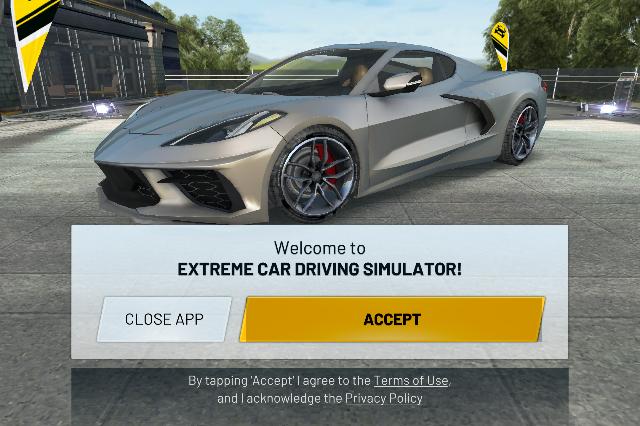 Welcome to
EXTREME CAR DRIVING SIMULATOR!
CLOSE APP
ACCEPT
By tapping 'Accept' I agree to the Terms of Use,
and I acknowledge the Privacy Policy